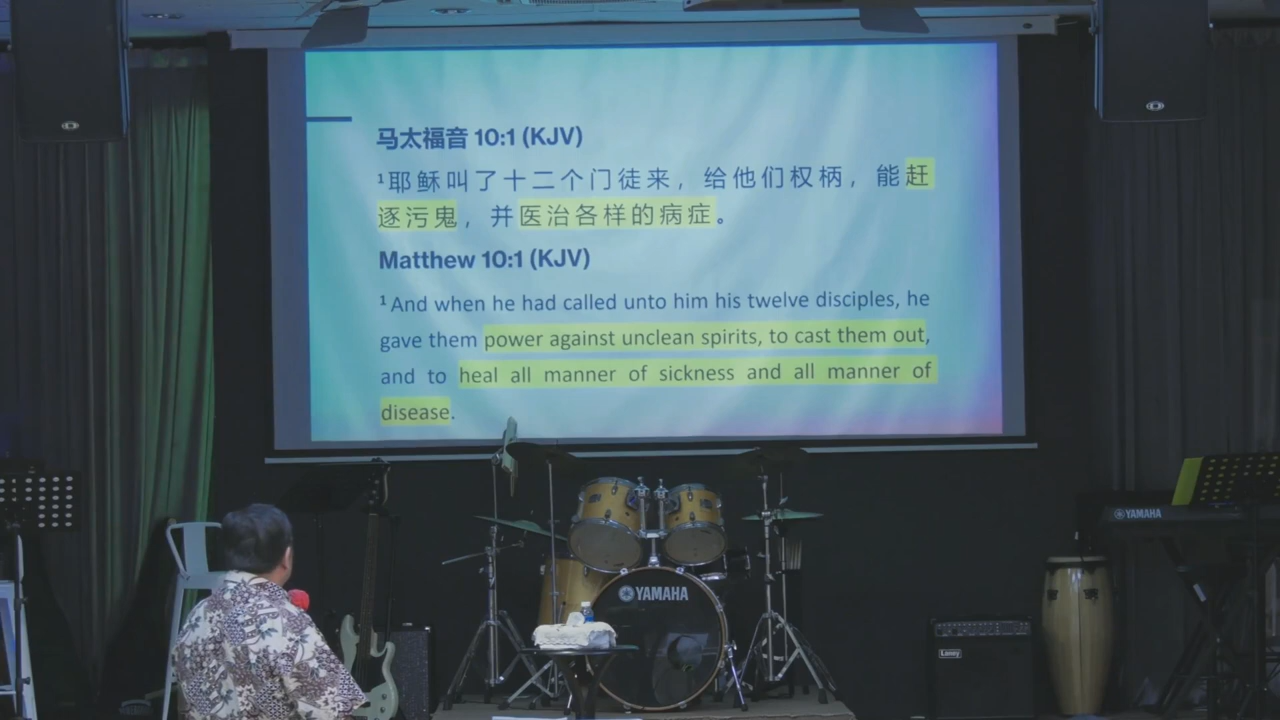 马太福音 10:1 (KJV)
¹耶稣叫了十二个门徒来，给他们权柄，能赶
逐污鬼，并医治各样的病症。
Matthew 10:1 (KJV)
¹ And when he had called unto him his twelve disciples, he
gave them power against unclean spirits, to cast them out,
and to heal all manner of sickness and all manner of
disease.
YAMAHA
YAMAHA
Laney